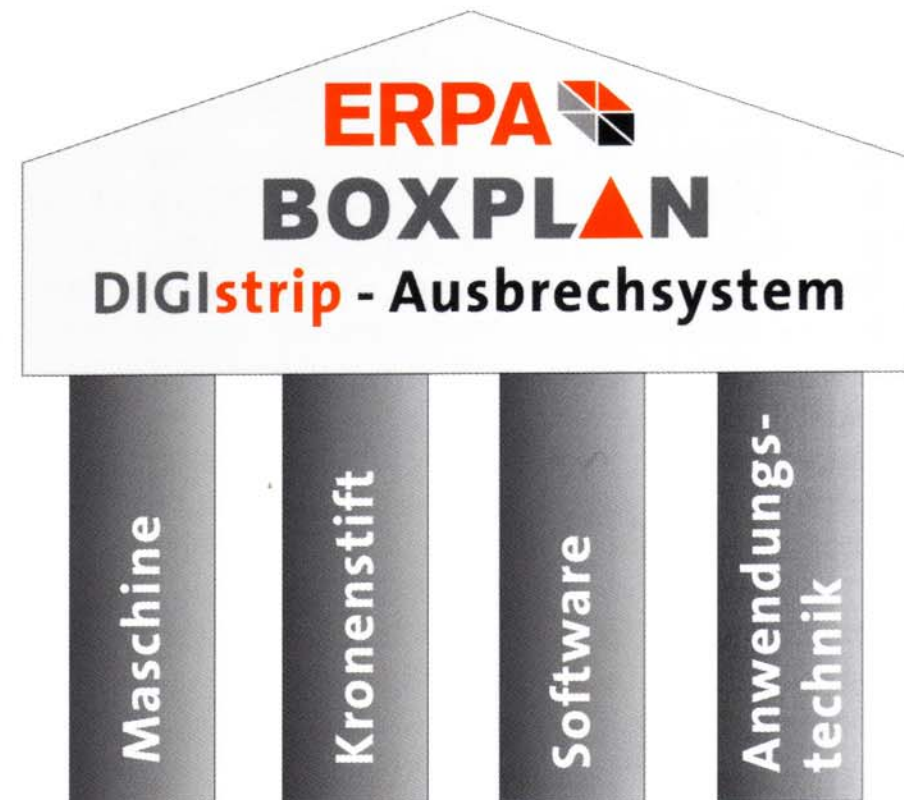 ERPA
BOXPLAN
DIGIstrip - Ausbrechsystem
Maschine
Kronenstift
Software
Anwendungs-
technik